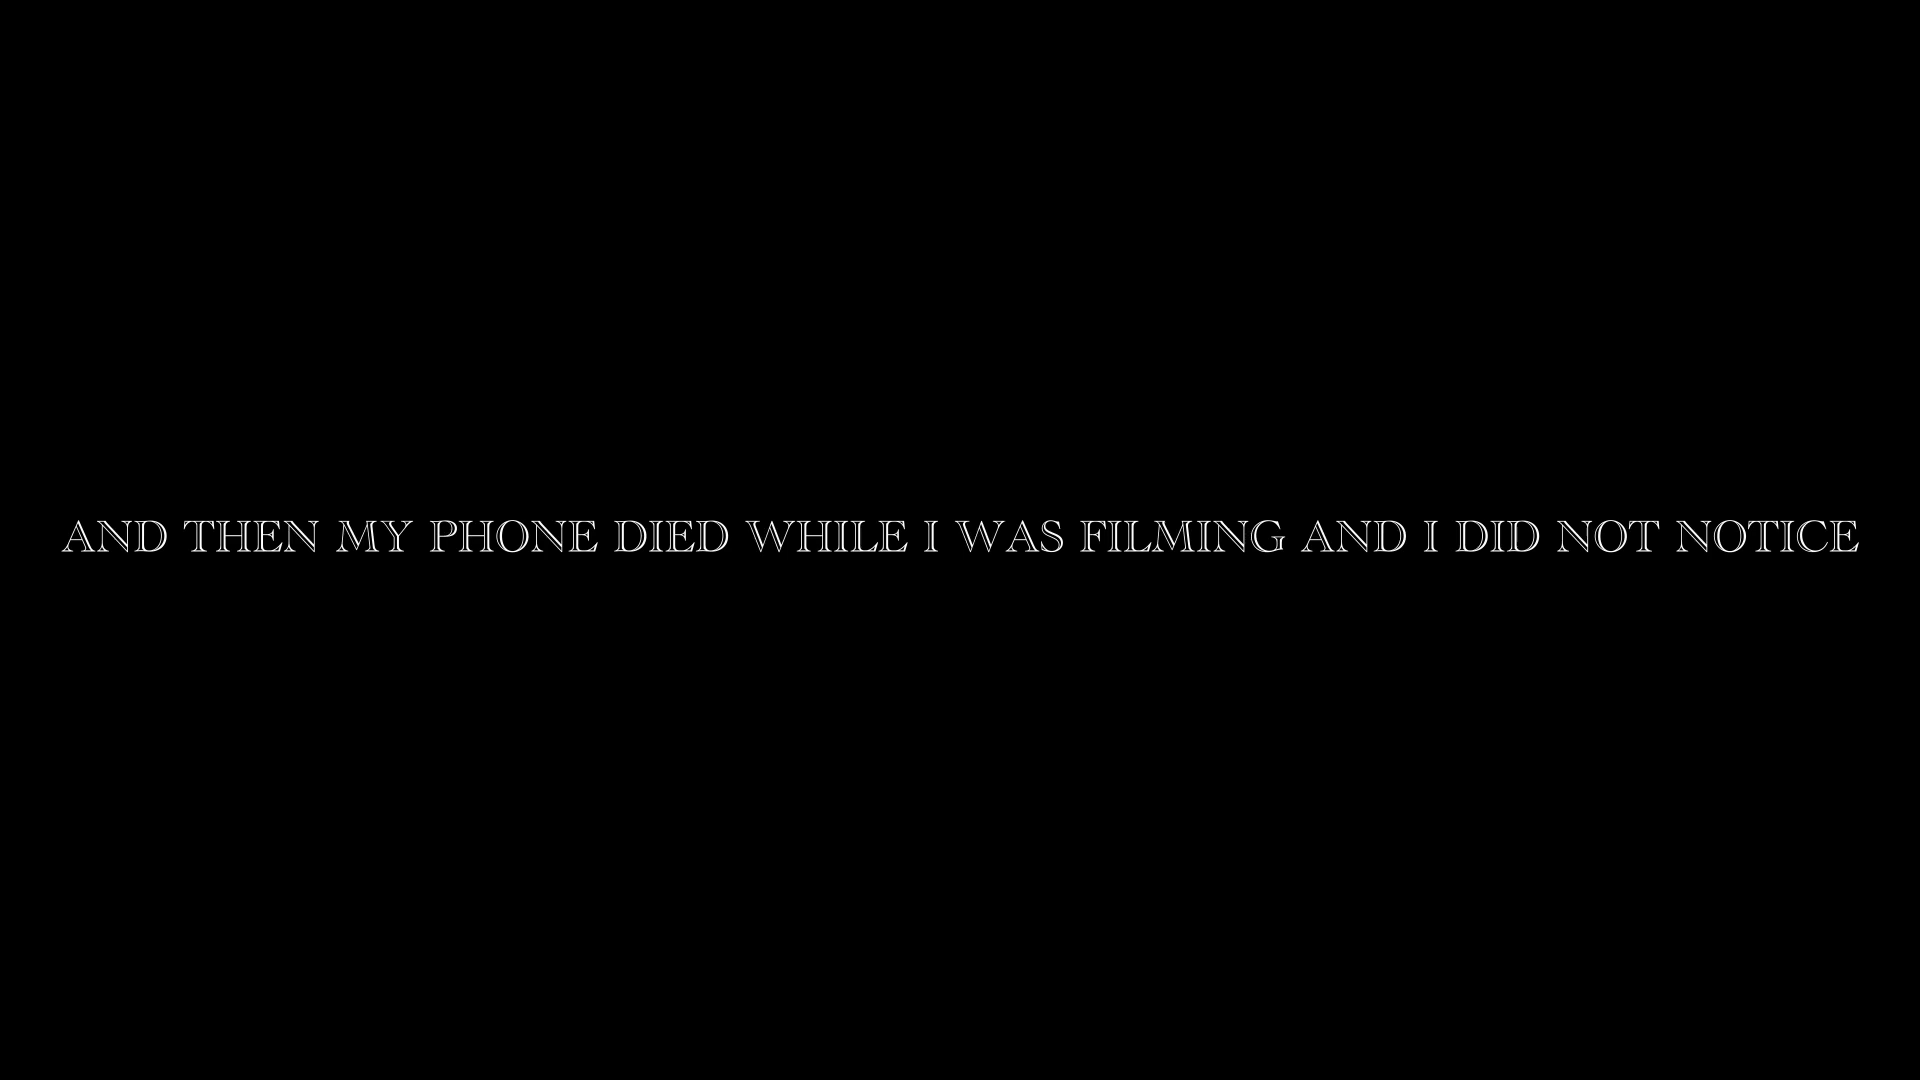 AND THEN MY PHONE DIED WHILE I WAS FILMING AND I DID NOT NOTICE